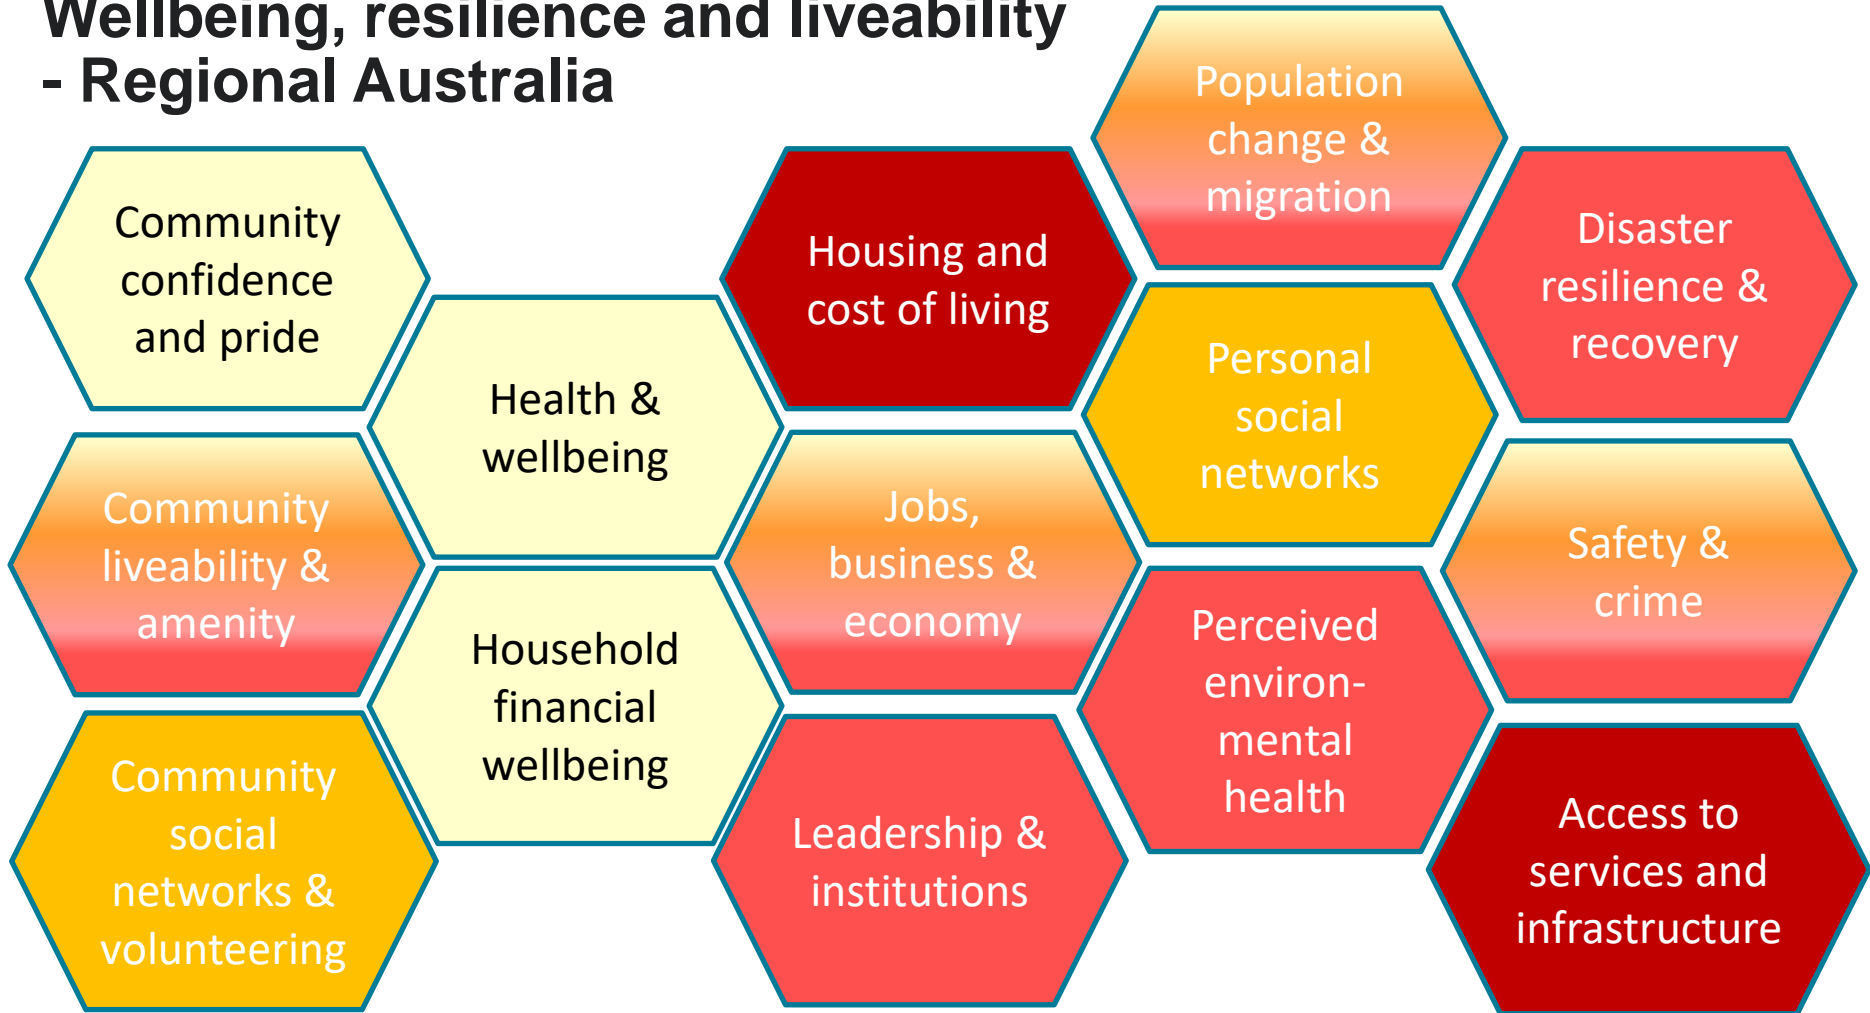 Wellbeing, resilience and liveability
- Regional Australia
Community
confidence
and pride
Health &
wellbeing
Housing and
cost of living
Population
change &
migration
Disaster
resilience &
recovery
Personal
social
networks
Community
liveability &
amenity
Jobs,
business &
economy
Safety &
crime
Household
financial
wellbeing
Perceived
environ-
mental
health
Community
social
networks &
volunteering
Leadership &
institutions
Access to
services and
infrastructure